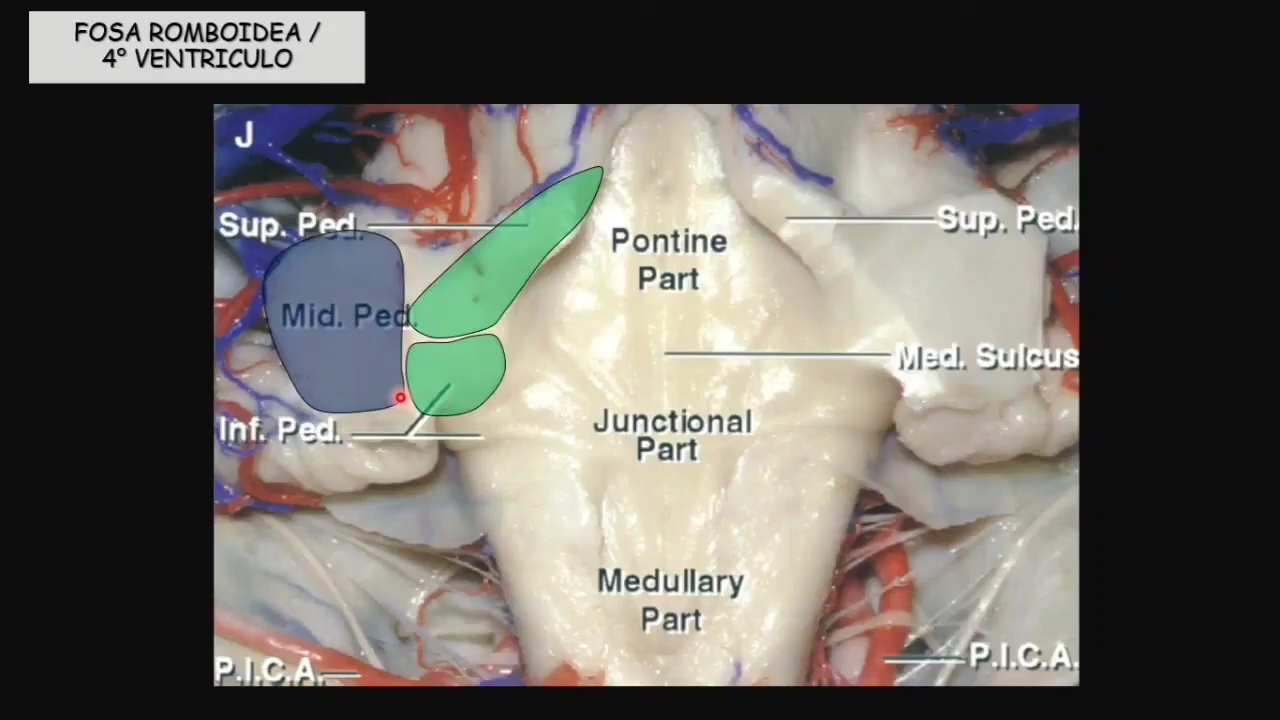 FOSA ROMBOIDEA /
4° VENTRICULO
J
Sup. Ped.
Sup. Ped.
Pontine
Part
Mid. Ped.
Med. Sulcus
Junctional
Part
Inf. Ped.
Medullary
Part
P.I.C.A.
P.I.C.A.